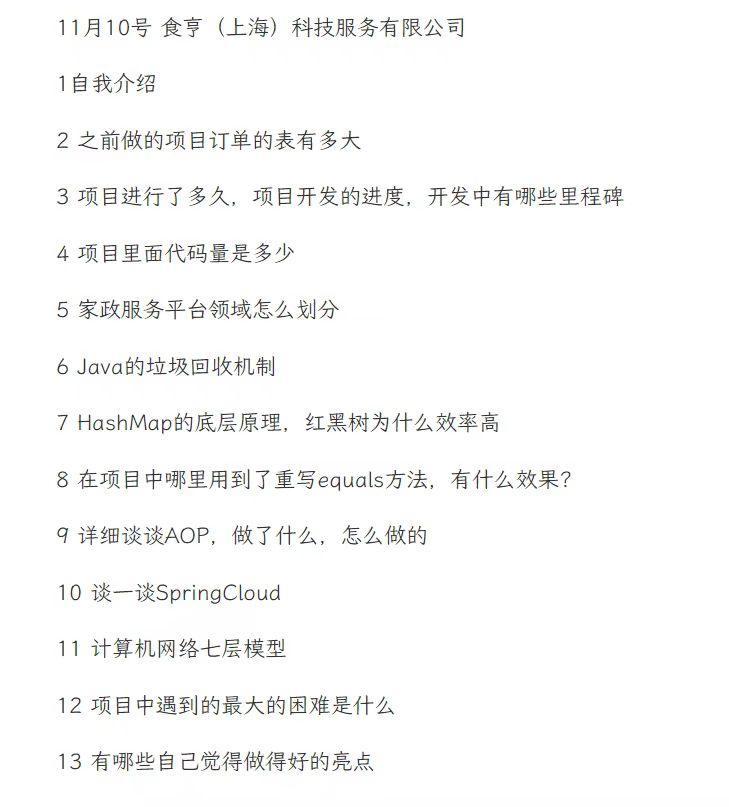 11月10号 食亨（上海）科技服务有限公司
1自我介绍
2 之前做的项目订单的表有多大
3 项目进行了多久，项目开发的进度，开发中有哪些里程碑
4 项目里面代码量是多少
5 家政服务平台领域怎么划分
6 Java的垃圾回收机制
7 HashMap的底层原理，红黑树为什么效率高
8 在项目中哪里用到了重写equals方法，有什么效果？
9 详细谈谈AOP，做了什么，怎么做的
10 谈一谈SpringCloud
11 计算机网络七层模型
12 项目中遇到的最大的困难是什么
13 有哪些自己觉得做得好的亮点